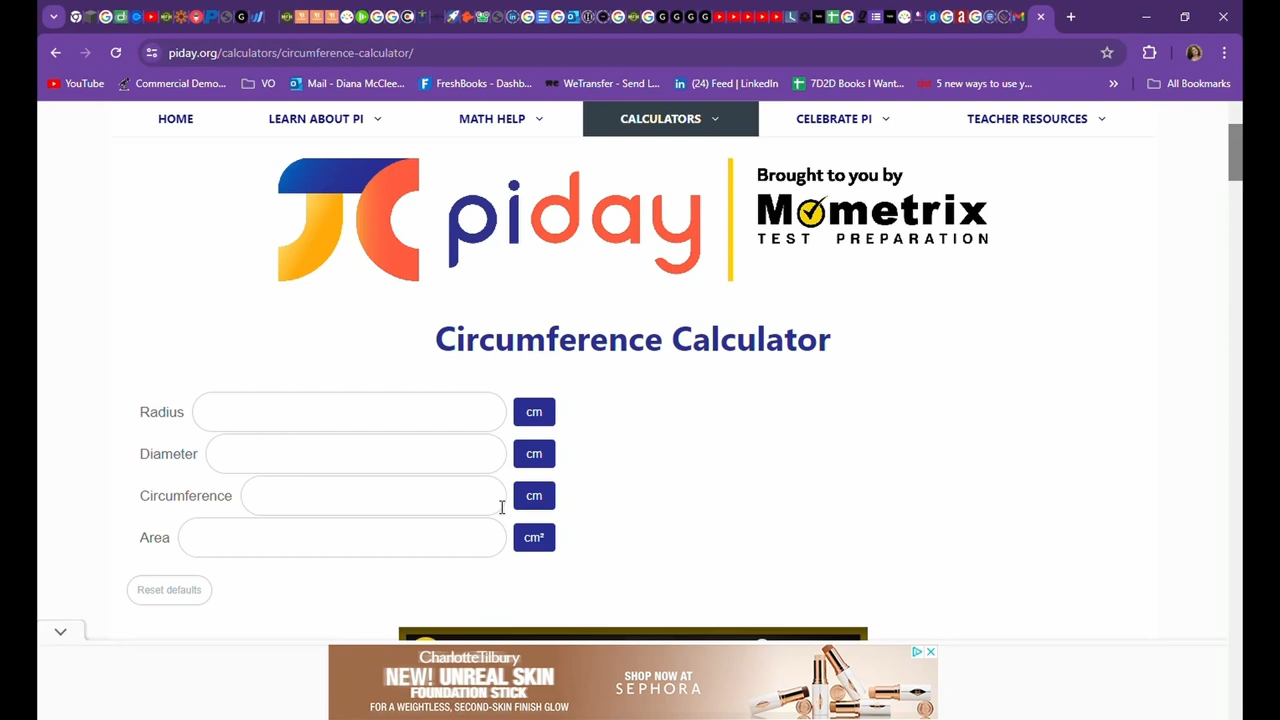 piday.org/calculators/circumference-calculator/
YouTube
Commercial Demo...
VO
Mail - Diana McClee...
FreshBooks - Dashb...
WeTransfer - Send L...
(24) Feed | LinkedIn
7D2D Books I Want...
5 new ways to use y...
»
All Bookmarks
HOME
LEARN ABOUT PI
MATH HELP
CALCULATORS
CELEBRATE PI
TEACHER RESOURCES
piday
Brought to you by
Mometrix
TEST PREPARATION
Circumference Calculator
Radius
cm
Diameter
cm
Circumference
cm
Area
cm²
Reset defaults
Charlotte Tilbury
NEW! UNREAL SKIN
FOUNDATION STICK
FOR A WEIGHTLESS, SECOND-SKIN FINISH GLOW
SHOP NOW AT
SEPHORA